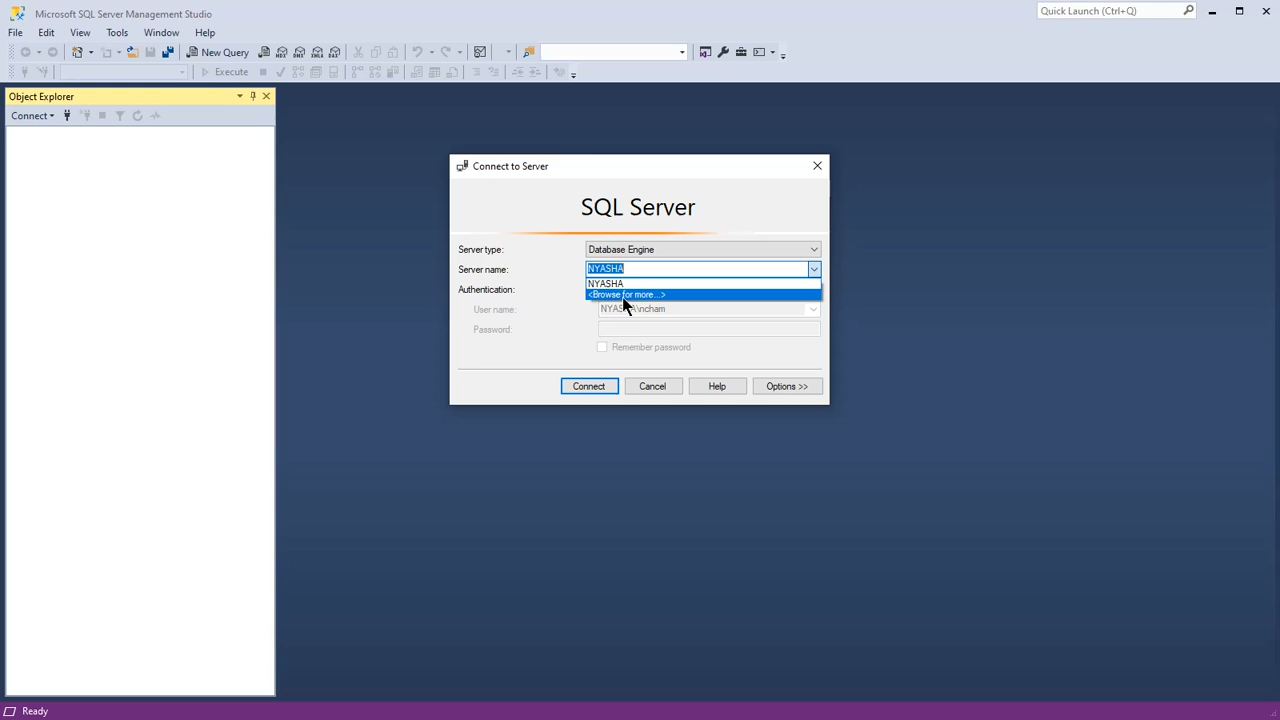 Microsoft SQL Server Management Studio
Quick Launch (Ctrl+Q)
File Edit View Tools Window Help
New Query
Execute
Object Explorer
Connect
Connect to Server
SQL Server
Server type: Database Engine
Server name: NYASHA
NYASHA
Authentication: <Browse for more...>
User name: NYASHA\ncham
Password:
Remember password
Connect Cancel Help Options >>
Ready